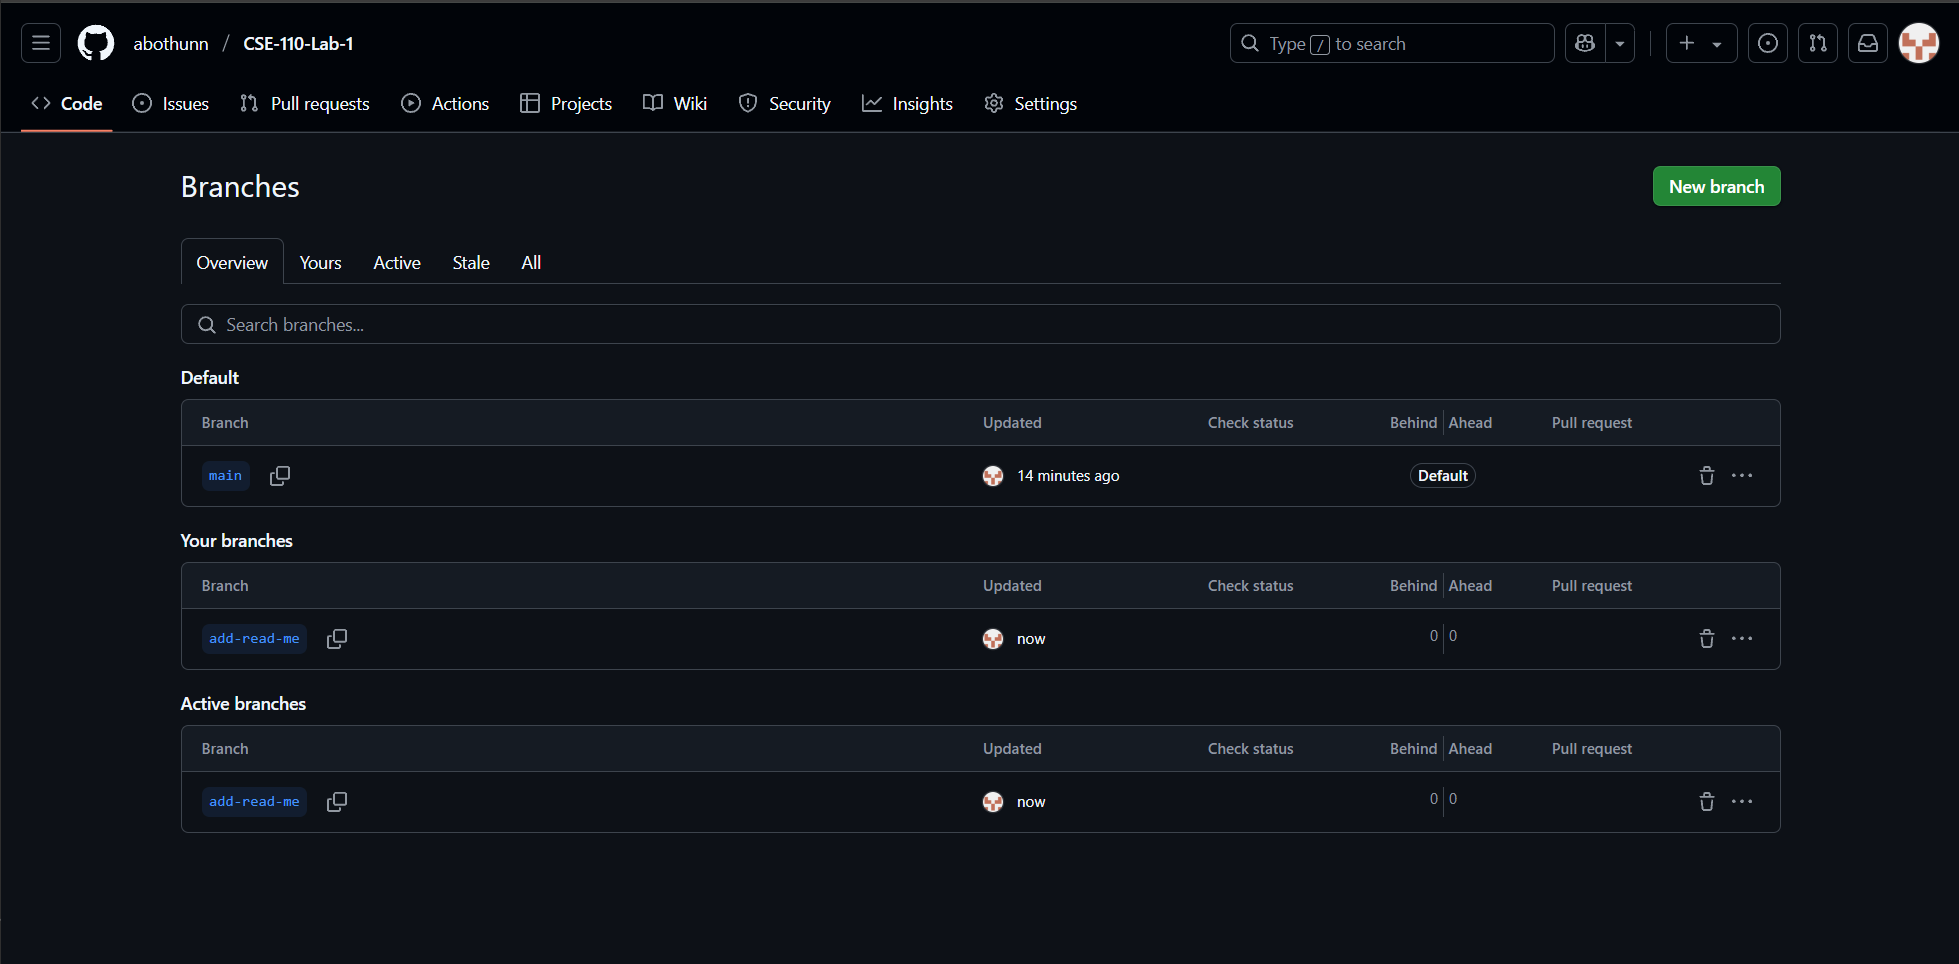 abothunn / CSE-110-Lab-1
Type / to search
Code Issues Pull requests Actions Projects Wiki Security Insights Settings
Branches
New branch
Overview Yours Active Stale All
Search branches...
Default
Branch Updated Check status Behind Ahead Pull request
main 14 minutes ago Default
Your branches
Branch Updated Check status Behind Ahead Pull request
add-read-me now 0 0
Active branches
Branch Updated Check status Behind Ahead Pull request
add-read-me now 0 0